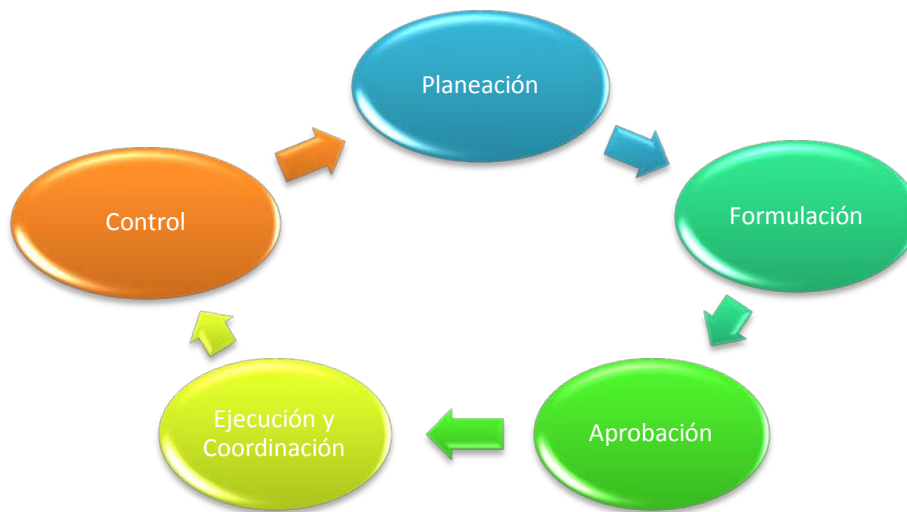 Planeación
Formulación
Aprobación
Ejecución y
Coordinación
Control